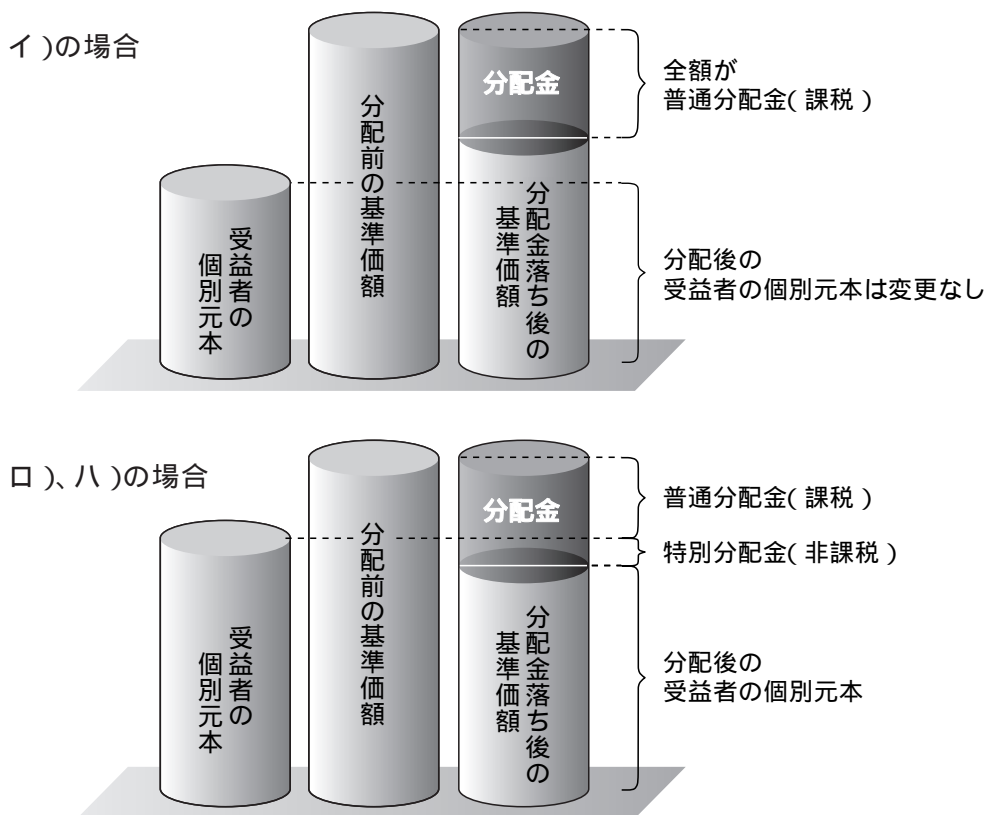 イ)の場合
受益者の
個別元本
分配前の基準価額
分配金
分配金落ち後の
基準価額
全額が
普通分配金(課税)
分配後の
受益者の個別元本は変更なし
ロ)、ハ)の場合
受益者の
個別元本
分配前の基準価額
分配金
分配金落ち後の
基準価額
普通分配金(課税)
特別分配金(非課税)
分配後の
受益者の個別元本